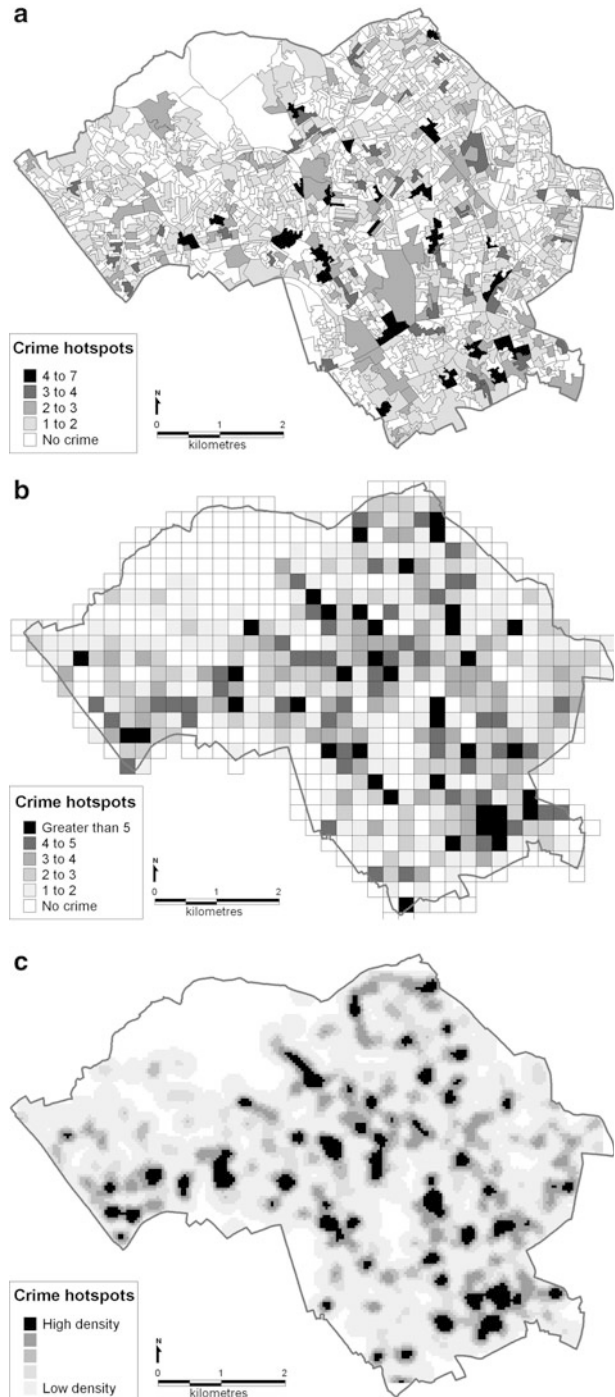 a
Crime hotspots
4 to 7
3 to 4
2 to 3
1 to 2
No crime
N
0 1 2
kilometres
b
Crime hotspots
Greater than 5
4 to 5
3 to 4
2 to 3
1 to 2
No crime
N
0 1 2
kilometres
c
Crime hotspots
High density
Low density
N
0 1 2
kilometres